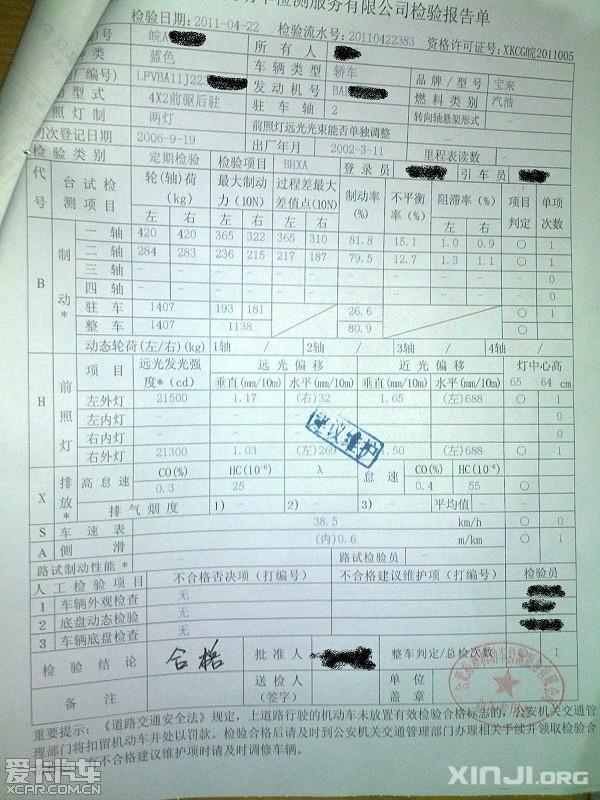 车检测服务有限公司检验报告单
检验日期:2011-04-22 检验流水号:20110422383 资格许可证号:XKCG皖2011005
皖A 所有人
类 蓝色 车辆类型 轿车 品牌/型号 宝来
编号) LFVBA11J22 发动机号 BA 燃料类别 汽油
型式 4X2前驱后驻 驻车轴 2 转向轴悬架形式 -
照灯制 两灯 前照灯远光光束能否单独调整 -
初次登记日期 2006-9-19 出厂年月 2002-3-11 里程表读数 -
检验类别 定期检验 检验项目 BHXA 登录员 引车员
代号 台试检测项目 轮(轴)荷(kg) 最大制动力(10N) 过程差最大差值点(10N) 制动率(%) 不平衡率(%) 阻滞率(%) 项目判定 单项次数
左 右 左 右 左 右 左 右
B 制动* 一轴 420 420 365 322 365 310 81.8 15.1 1.0 0.9 ○ 1
二轴 284 283 236 215 217 187 79.5 12.7 1.3 1.1 ○ 1
三轴 - - - - - - - - - - - 0
四轴 - - - - - - - - - - - 0
驻车 1407 193 181 26.6 ○ 1
整车 1407 1138 80.9 ○ 1
动态轮荷(左/右)(kg) 1轴 / 2轴 / 3轴 / 4轴 /
H 前照灯 项目 远光发光强度*(cd) 远光偏移 近光偏移 灯中心高
垂直(mm/10m) 水平(mm/10m) 垂直(mm/10m) 水平(mm/10m) 65 64 cm
左外灯 21500 1.17 (右)32 1.65 (左)688 ○ 1
左内灯 - - - - - - 0
右内灯 - - - - - - 0
右外灯 21300 1.03 (左)269 .50 (左)688 ○ 1
建议维护
X 排放* 高怠速 CO(%) HC(10⁻⁶) λ 怠速 CO(%) HC(10⁻⁶)
0.3 25 0.4 55 ○ 1
排气烟度 1)- 2)- 3)- 平均值 - - 0
S 车速表 38.5 km/h ○ 0
A 侧滑 (内)0.6 m/km ○ 1
路试制动性能* - 路试检验员 -
人工检验项目 不合格否决项(打编号) 不合格建议维护项(打编号) 检验员
1 车辆外观检查 无
2 底盘动态检验 无
3 车辆底盘检查 无
检验结论 合格 批准人 整车判定/总检次数 1
备注 送检人(签字) 单位盖章
重要提示:《道路交通安全法》规定,上道路行驶的机动车未放置有效检验合格标志的,公安机关交通管
理部门将扣留机动车并处以罚款。检验合格后请及时到公安机关交通管理部门办理相关手续并领取检验合
有不合格建议维护项时请及时调修车辆。
爱卡汽车
XCAR.COM.CN
XINJI.ORG